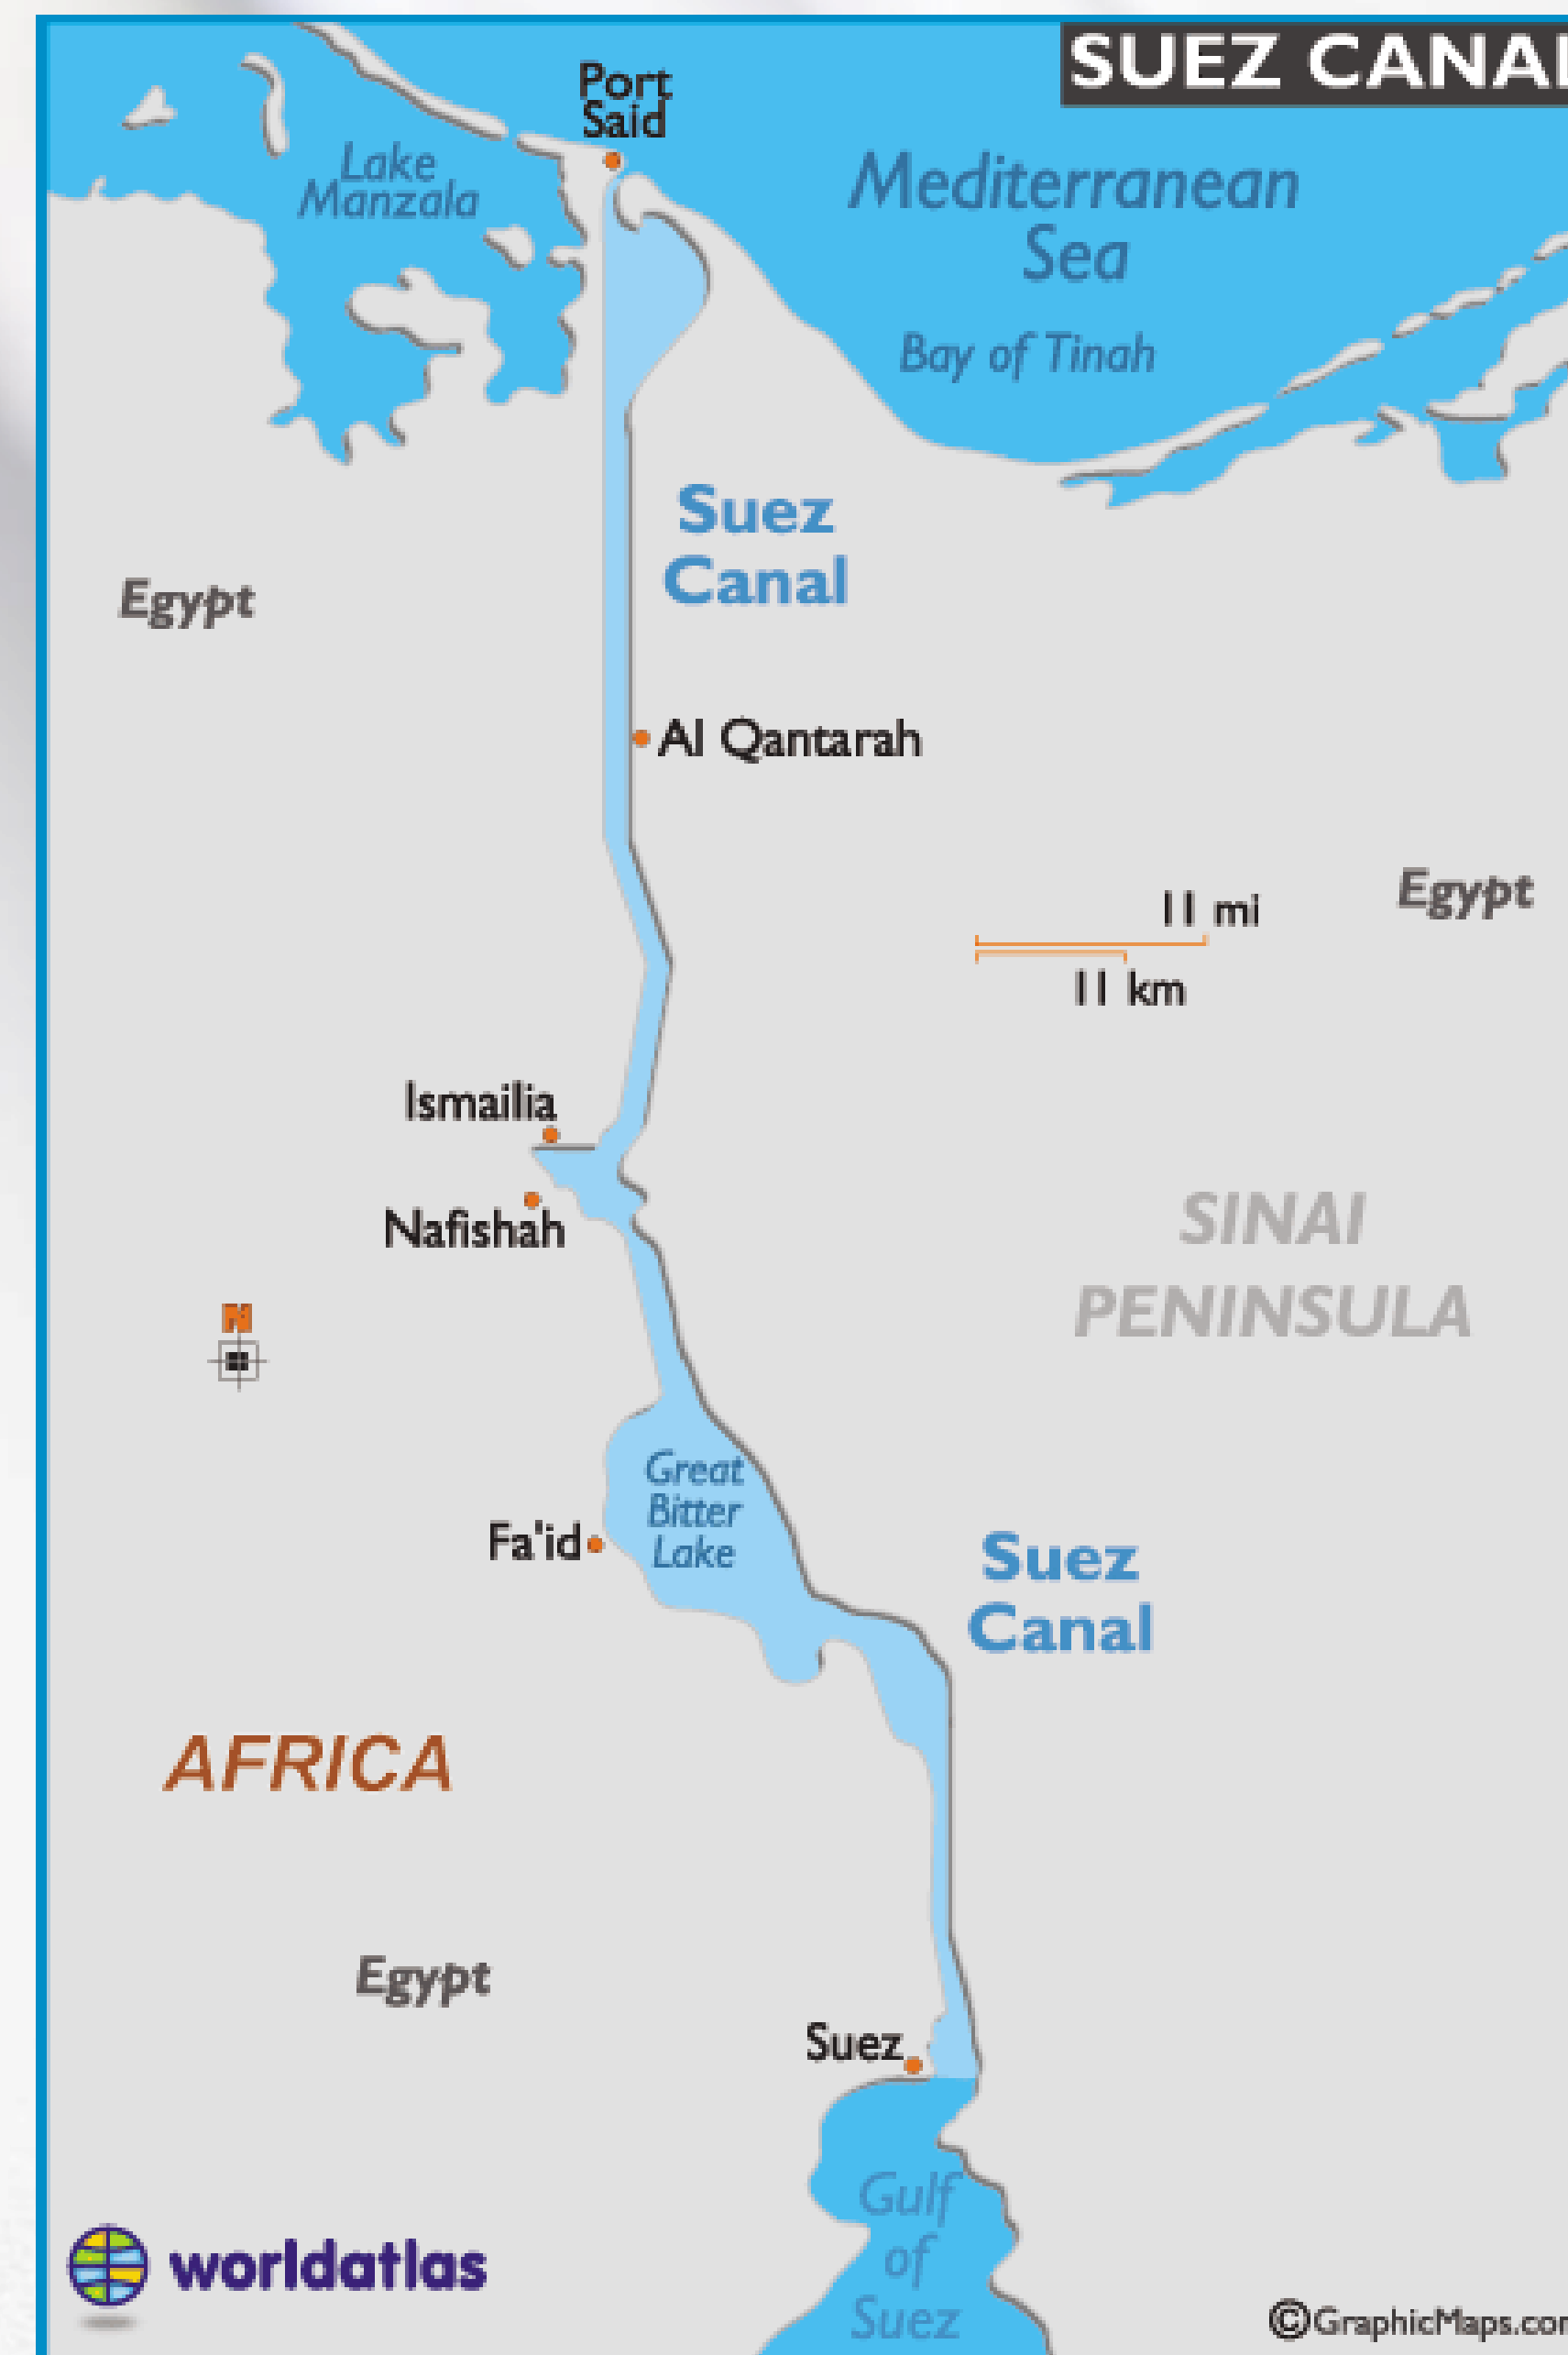 SUEZ CANAL
Port
Said
Lake
Manzala
Mediterranean
Sea
Bay of Tinah
Suez
Canal
Egypt
Al Qantarah
Egypt
11 mi
11 km
Ismailia
Nafishah
SINAI
PENINSULA
N
Great
Bitter
Lake
Fa'id
Suez
Canal
AFRICA
Egypt
Suez
Gulf
of
Suez
worldatlas
©GraphicMaps.com